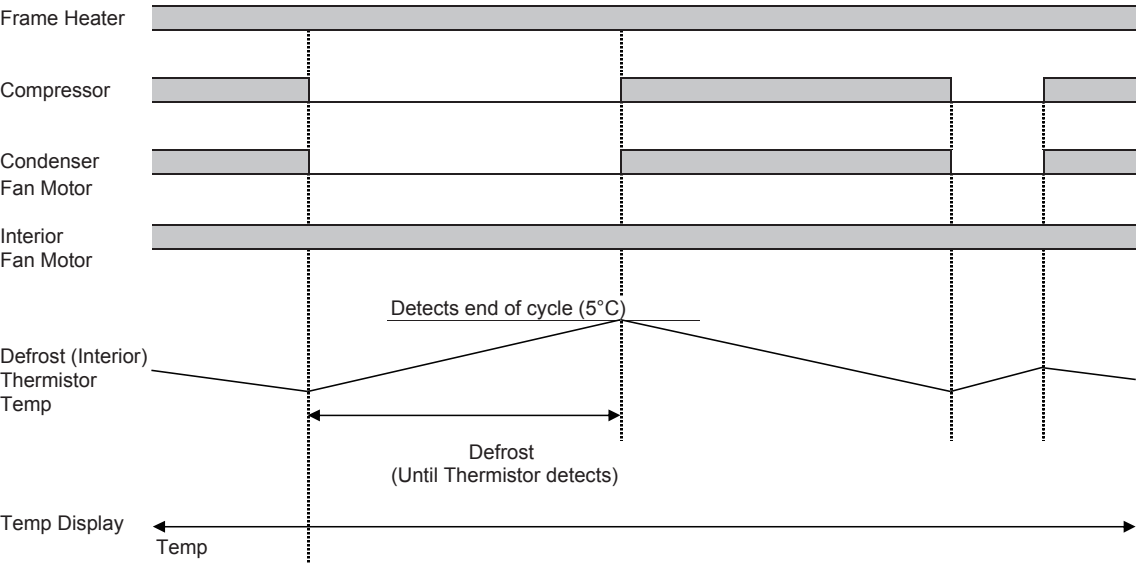 Frame Heater
Compressor
Condenser
Fan Motor
Interior
Fan Motor
Detects end of cycle (5°C)
Defrost (Interior)
Thermistor
Temp
Defrost
(Until Thermistor detects)
Temp Display
Temp